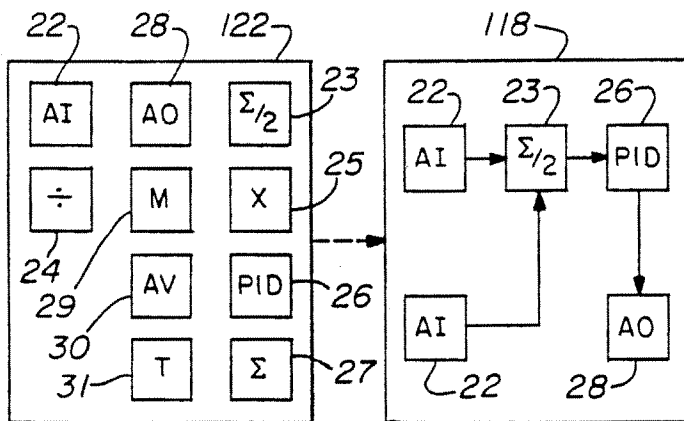 22 28 122 118
AI AO Σ/2 23
22 23 26
AI Σ/2 PID
÷ M X 25
24 29
AV PID 26
30
AI AO
T Σ 27
31
22 28